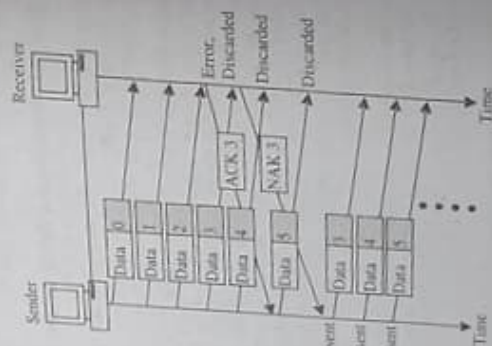 Sender
Receiver
Data 0
Data 1
Data 2
Data 3
Error,
Discarded
ACK 3
Data 4
Discarded
NAK 3
Data 5
Discarded
Data 3
Data 4
Data 5
Time
Time